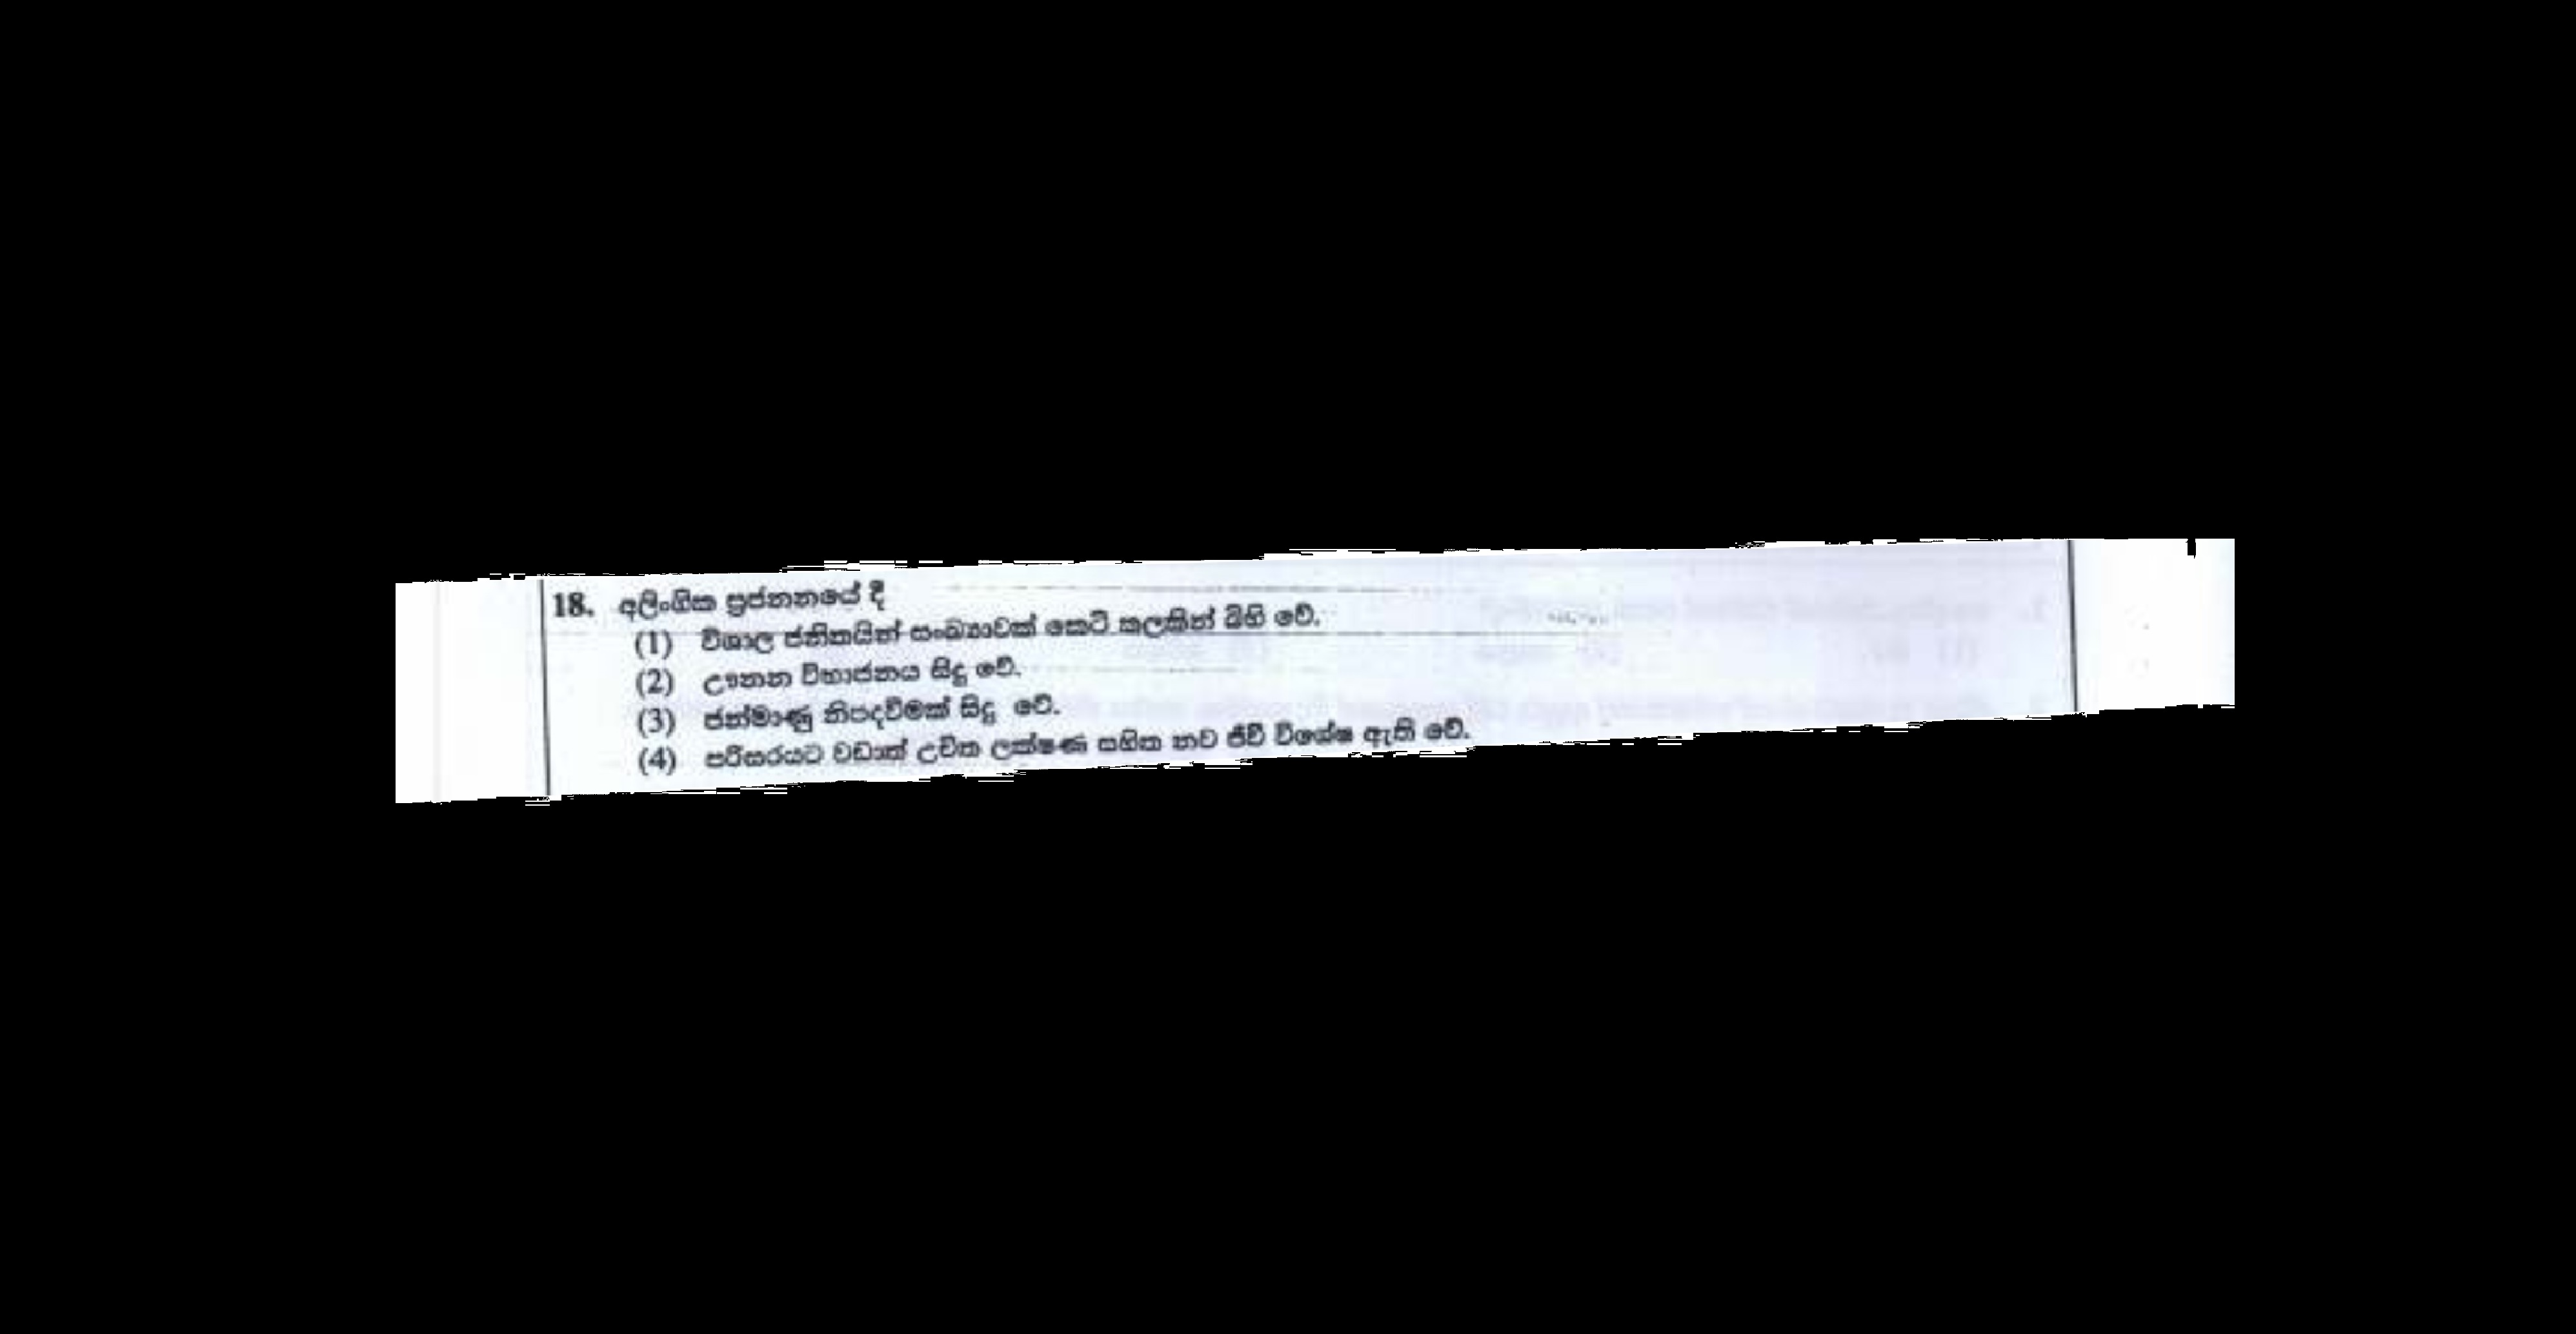 18. අලිංගික ප්‍රජනනයේ දී
(1) විශාල ජනිතයින් සංඛ්‍යාවක් කෙටි කලකින් බිහි වේ.
(2) ඌනන විභාජනය සිදු වේ.
(3) ජන්මාණු නිපදවීමක් සිදු වේ.
(4) පරිසරයට වඩාත් උචිත ලක්ෂණ සහිත නව ජීවී විශේෂ ඇති වේ.